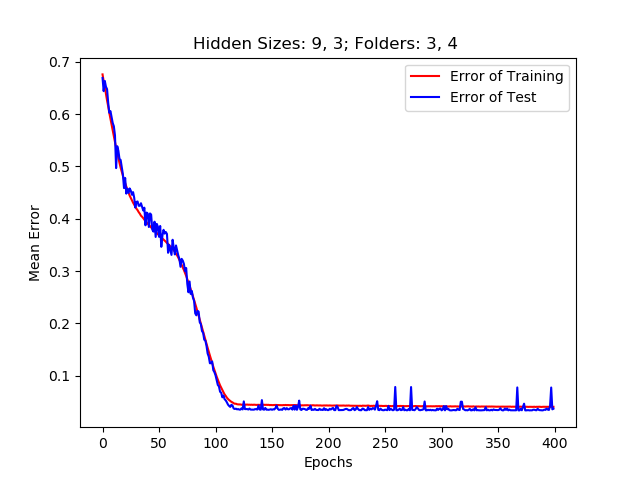 Hidden Sizes: 9, 3; Folders: 3, 4
Error of Training
Error of Test
Mean Error
0.7
0.6
0.5
0.4
0.3
0.2
0.1
0 50 100 150 200 250 300 350 400
Epochs